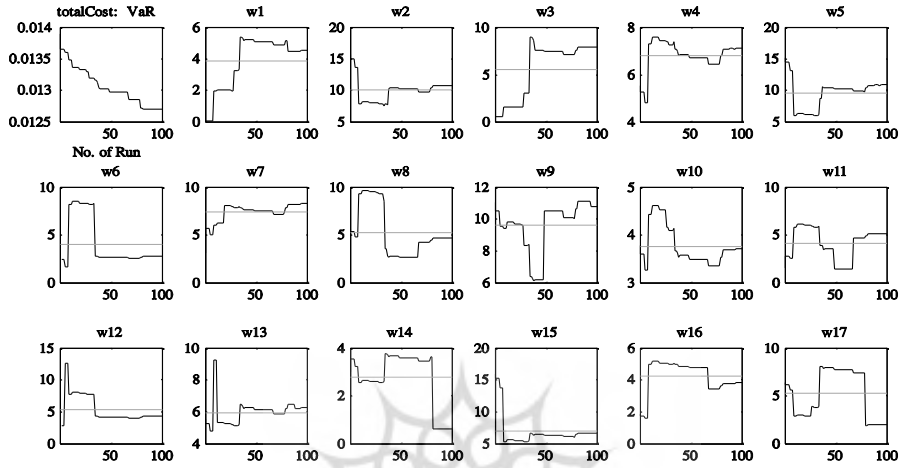 totalCost: VaR w1 w2 w3 w4 w5
0.014 6 20 10 8 20
0.0135 4 15 15
0.013 2 10 5 6 10
0.0125 0 5 0 4 5
50 100 50 100 50 100 50 100 50 100 50 100
No. of Run
w6 w7 w8 w9 w10 w11
10 10 10 12 5 10
10
5 5 5 4 5
8
0 0 0 6 3 0
50 100 50 100 50 100 50 100 50 100 50 100
w12 w13 w14 w15 w16 w17
15 10 4 20 6 10
10 8 15 4
2 5
5 6 10 2
0 4 0 5 0 0
50 100 50 100 50 100 50 100 50 100 50 100